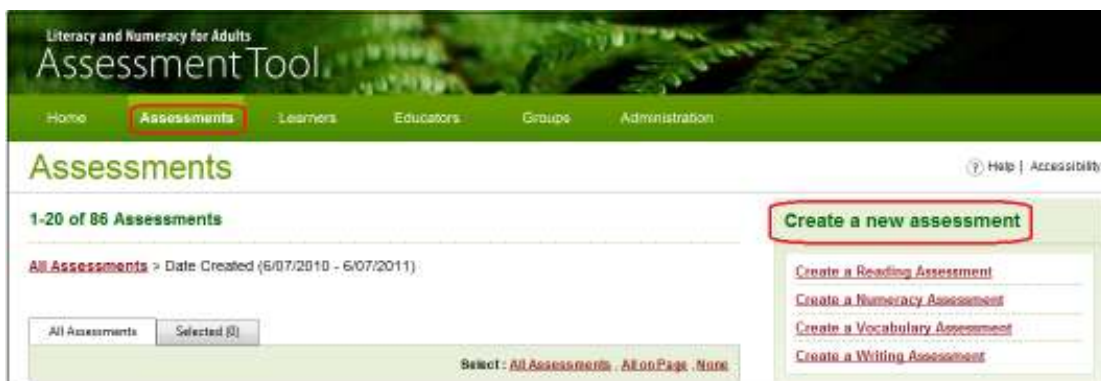 Literacy and Numeracy for Adults
Assessment Tool
Home Assessments Learners Educators Groups Administration
Assessments
? Help | Accessibility
1-20 of 86 Assessments
Create a new assessment
All Assessments > Date Created (6/07/2010 - 6/07/2011)
Create a Reading Assessment
Create a Numeracy Assessment
Create a Vocabulary Assessment
Create a Writing Assessment
All Assessments Selected (0)
Select : All Assessments , All on Page , None